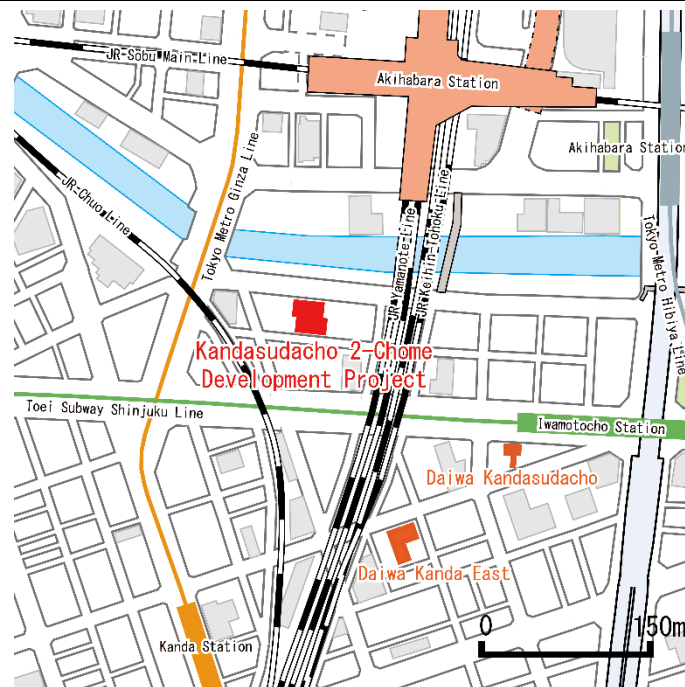 JR-Sobu Main Line
Akihabara Station
Akihabara Station
JR-Chuo Line
Tokyo Metro Ginza Line
JR-Yamanote Line
JR-Keihin-Tohoku Line
Tokyo-Metro Hibiya Line
Kandasudacho 2-Chome
Development Project
Toei Subway Shinjuku Line
Iwamotocho Station
Daiwa Kandasudacho
Daiwa Kanda East
Kanda Station
0 150m